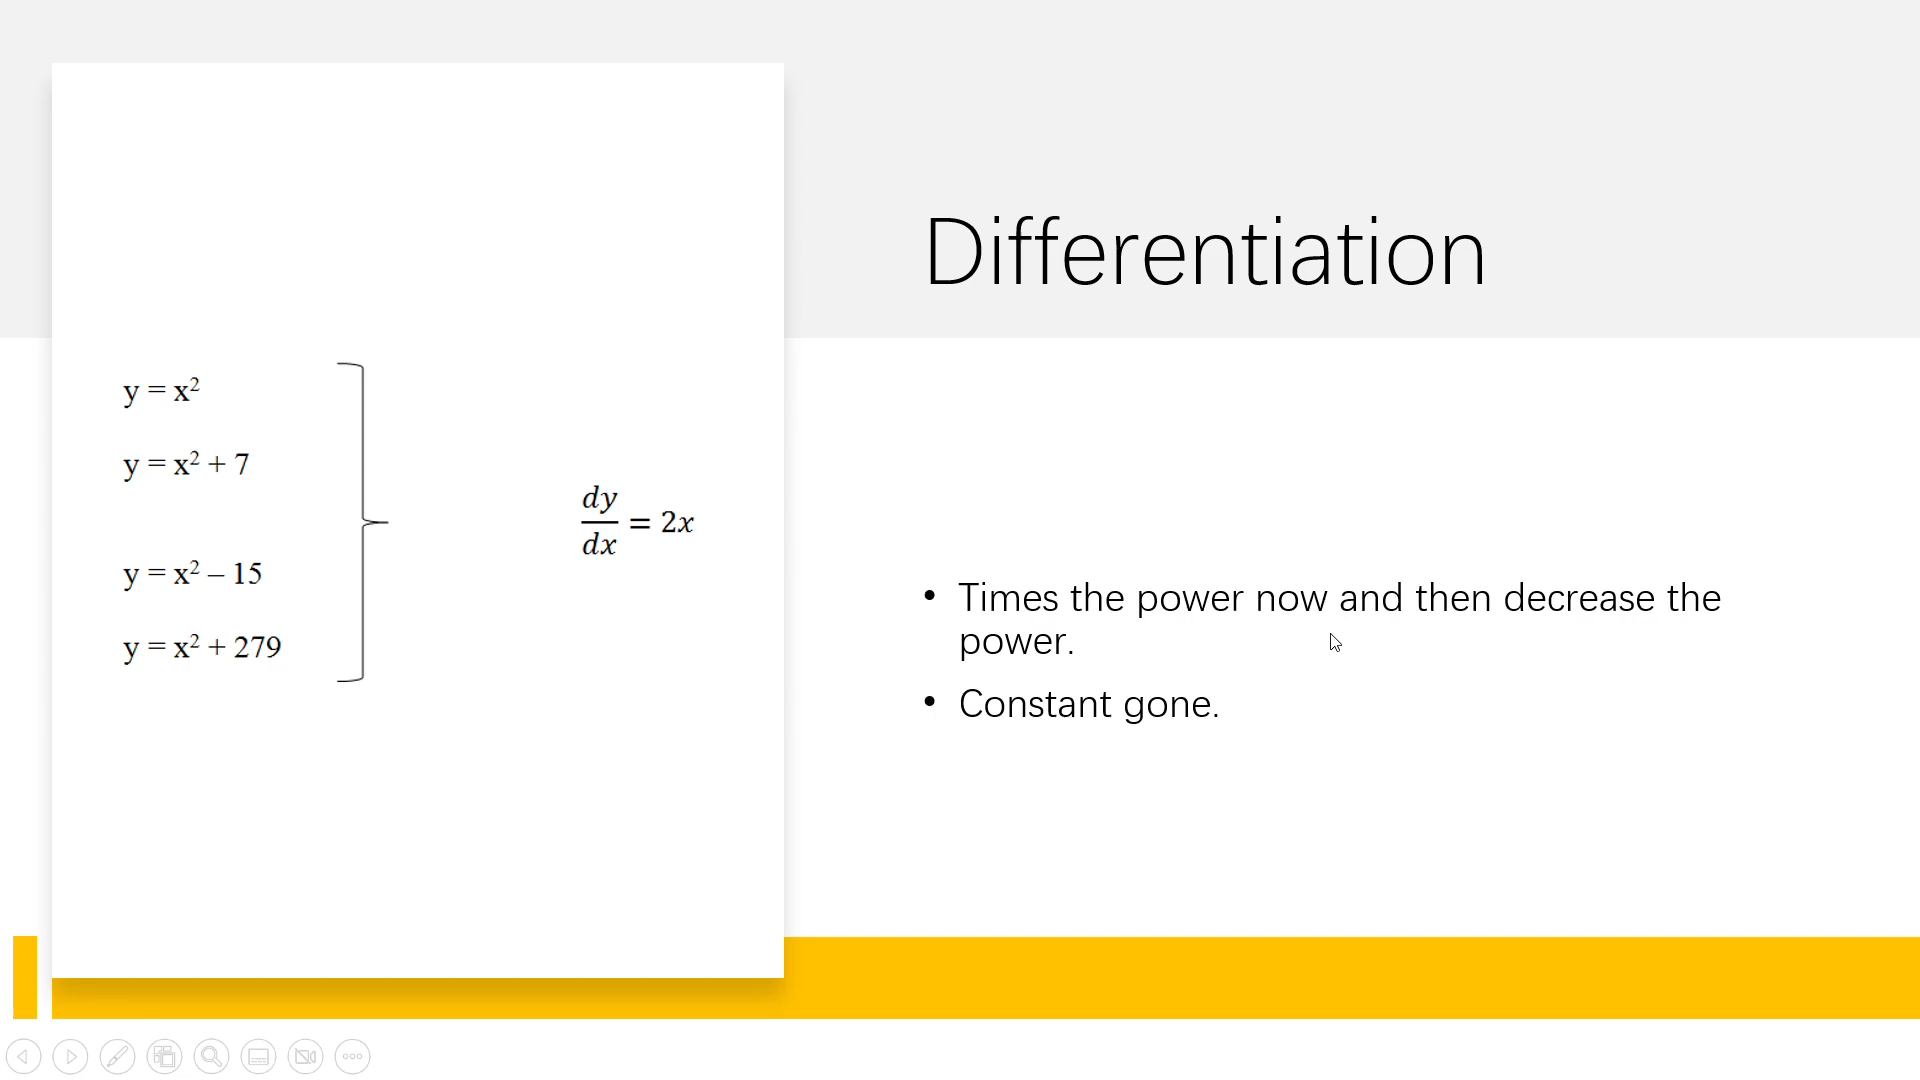 Differentiation
y = x²
y = x² + 7
y = x² – 15
y = x² + 279
dy
dx
= 2x
• Times the power now and then decrease the
power.
• Constant gone.